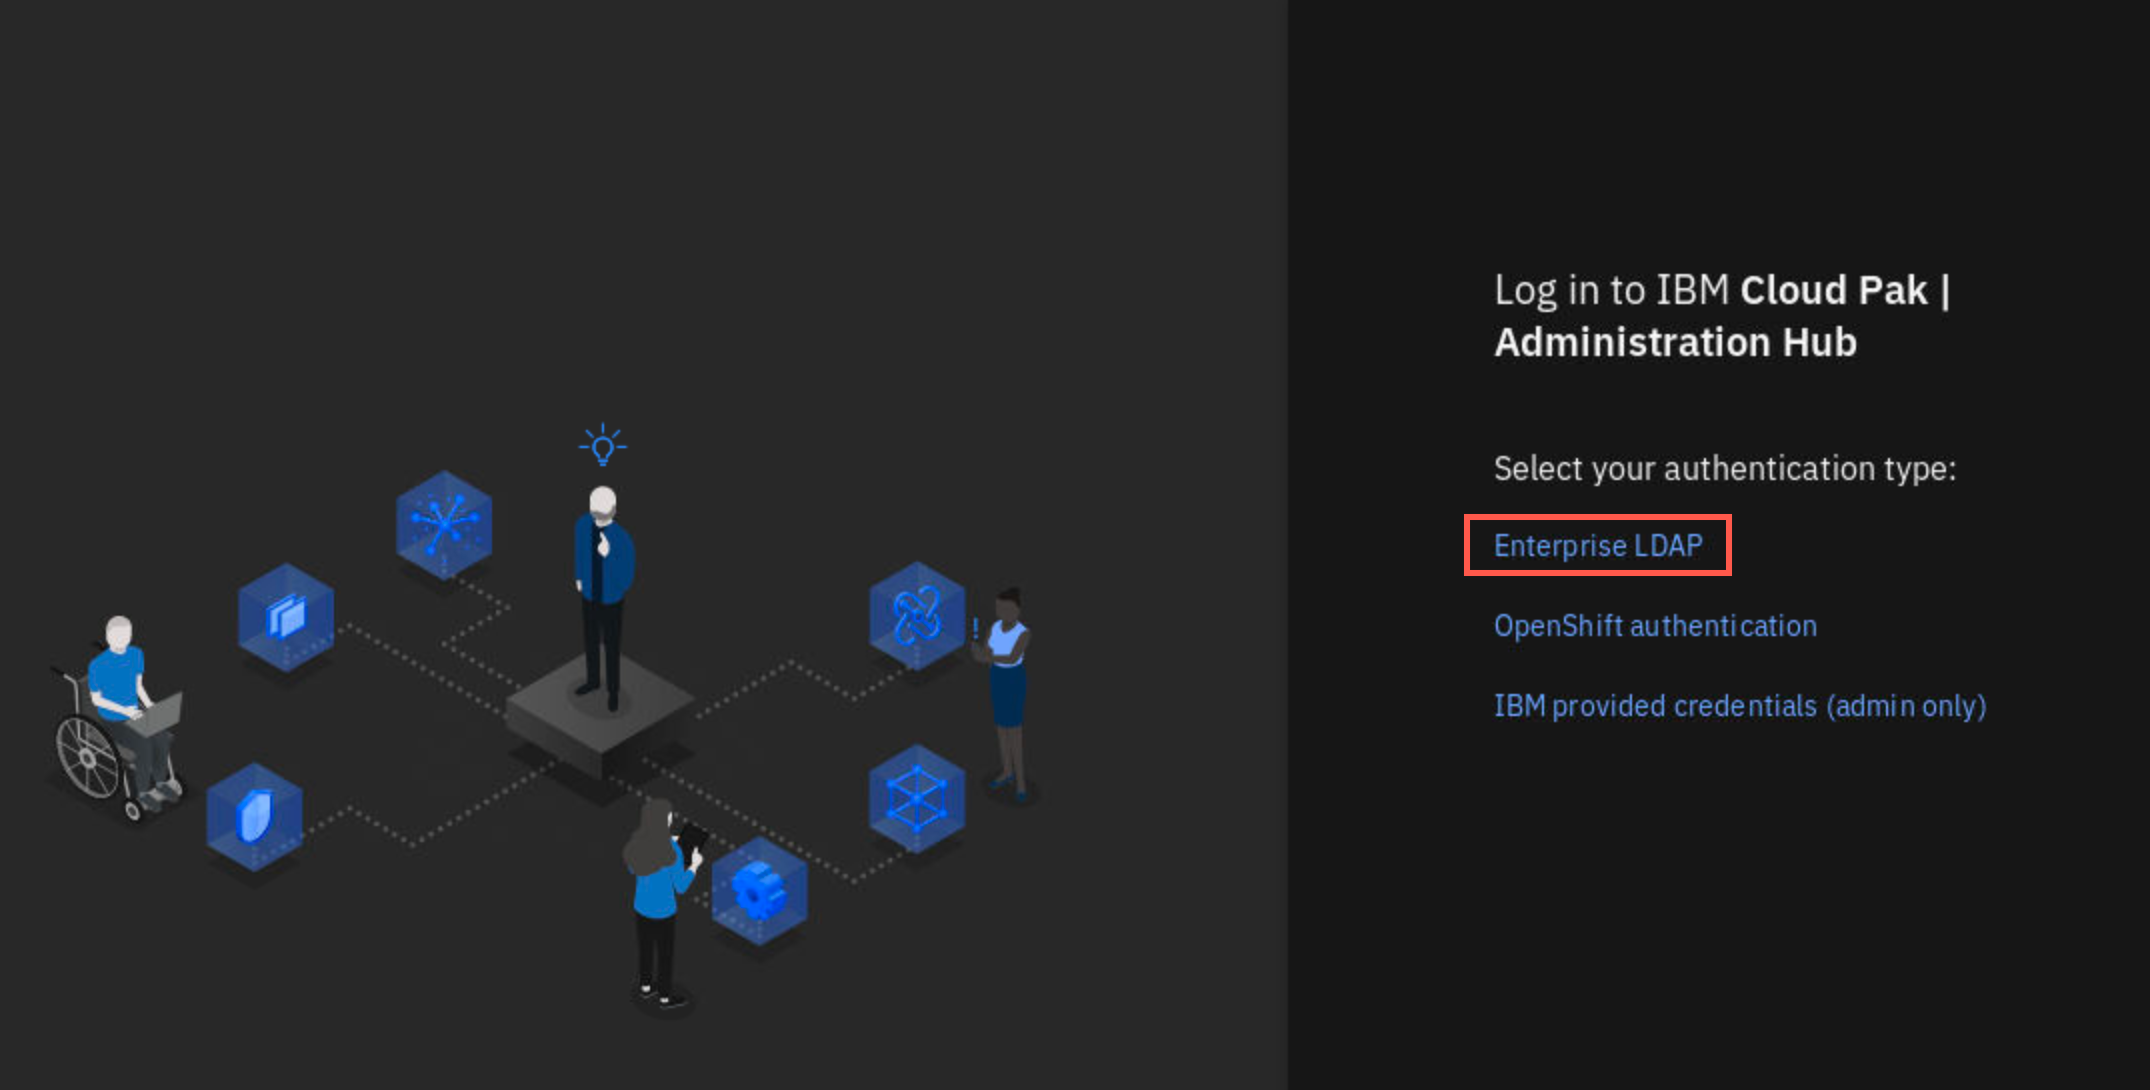 Log in to IBM Cloud Pak |
Administration Hub
Select your authentication type:
Enterprise LDAP
OpenShift authentication
IBM provided credentials (admin only)